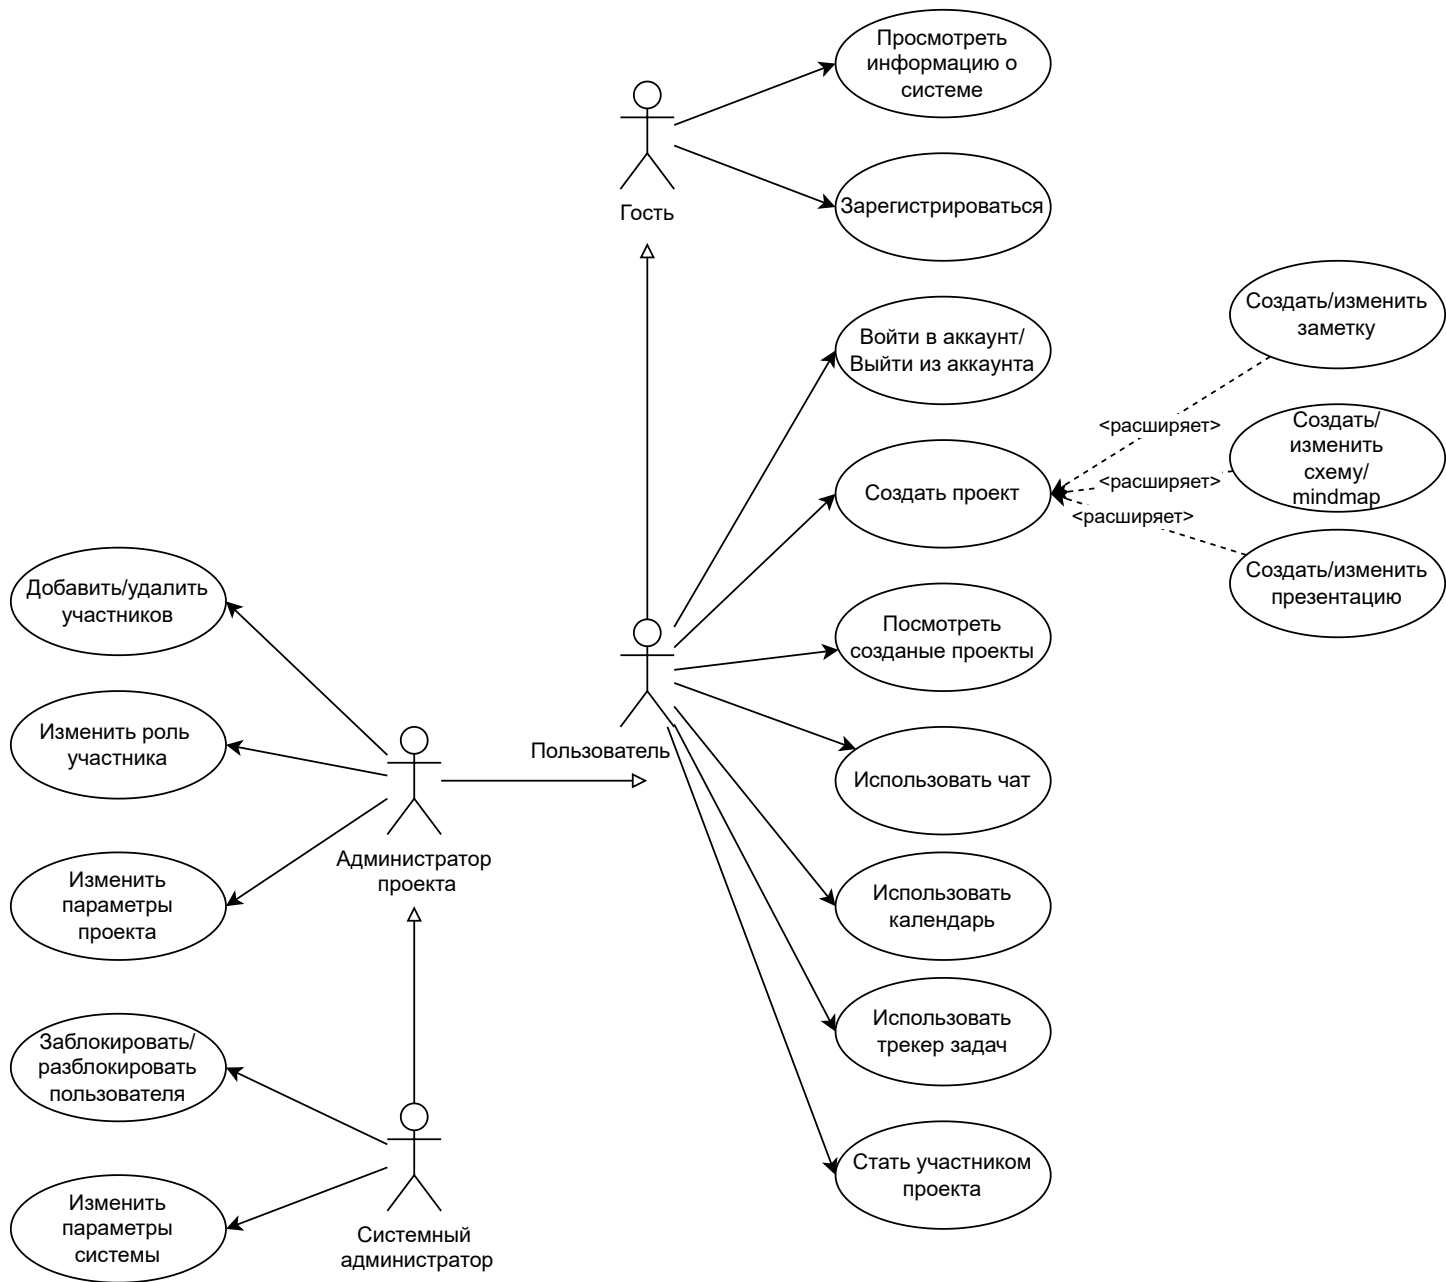 Просмотреть
информацию о
системе
Гость
Зарегистрироваться
Войти в аккаунт/
Выйти из аккаунта
Создать/изменить
заметку
<расширяет>
Создать/
изменить
схему/
mindmap
<расширяет>
Создать проект
<расширяет>
Создать/изменить
презентацию
Добавить/удалить
участников
Посмотреть
созданые проекты
Изменить роль
участника
Пользователь
Использовать чат
Администратор
проекта
Изменить
параметры
проекта
Использовать
календарь
Использовать
трекер задач
Заблокировать/
разблокировать
пользователя
Стать участником
проекта
Изменить
параметры
системы
Системный
администратор